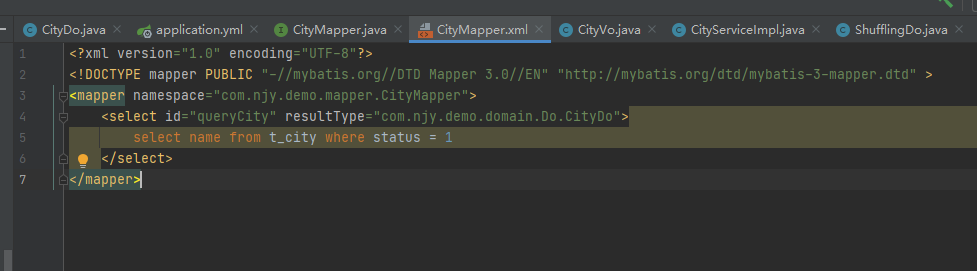 CityDo.java application.yml CityMapper.java CityMapper.xml CityVo.java CityServiceImpl.java ShufflingDo.java
1 <?xml version="1.0" encoding="UTF-8"?>
2 <!DOCTYPE mapper PUBLIC "-//mybatis.org//DTD Mapper 3.0//EN" "http://mybatis.org/dtd/mybatis-3-mapper.dtd" >
3 <mapper namespace="com.njy.demo.mapper.CityMapper">
4 <select id="queryCity" resultType="com.njy.demo.domain.Do.CityDo">
5 select name from t_city where status = 1
6 </select>
7 </mapper>